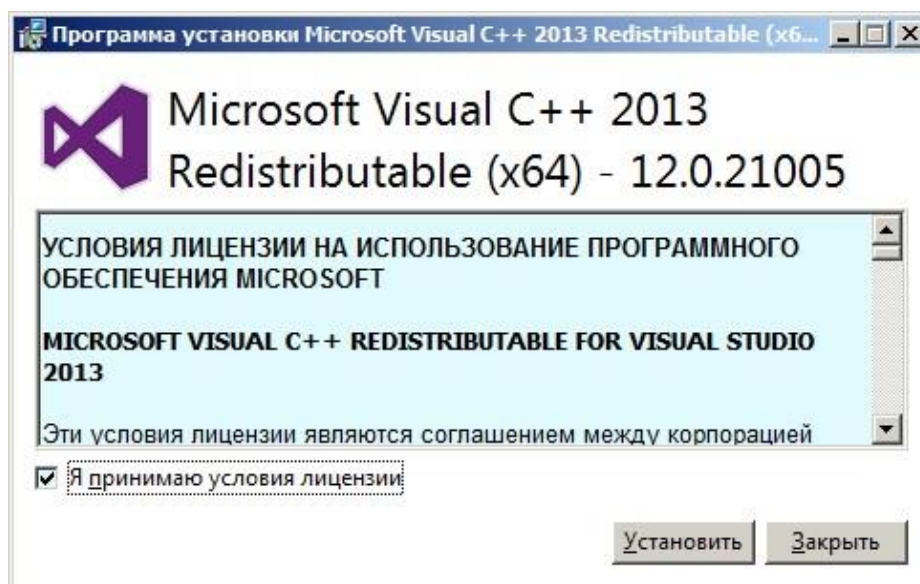 Программа установки Microsoft Visual C++ 2013 Redistributable (x6...
Microsoft Visual C++ 2013
Redistributable (x64) - 12.0.21005
УСЛОВИЯ ЛИЦЕНЗИИ НА ИСПОЛЬЗОВАНИЕ ПРОГРАММНОГО
ОБЕСПЕЧЕНИЯ MICROSOFT
MICROSOFT VISUAL C++ REDISTRIBUTABLE FOR VISUAL STUDIO
2013
Эти условия лицензии являются соглашением между корпорацией
Я принимаю условия лицензии
Установить Закрыть